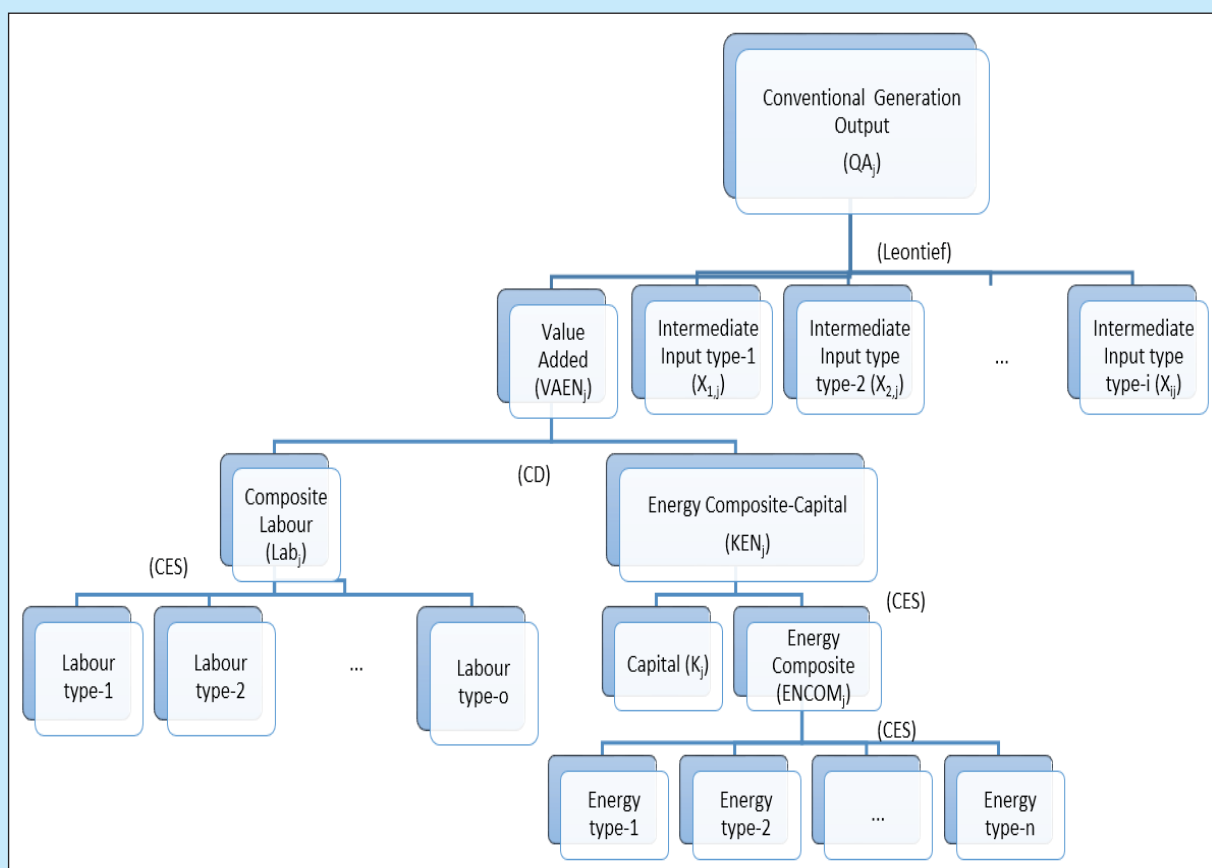 Conventional Generation
Output
(QAj)
(Leontief)
Value
Added
(VAENj)
Intermediate
Input type-1
(X1,j)
Intermediate
Input type
type-2 (X2,j)
...
Intermediate
Input type
type-i (Xij)
(CD)
Composite
Labour
(Labj)
Energy Composite-Capital
(KENj)
(CES)
(CES)
Labour
type-1
Labour
type-2
...
Labour
type-o
Capital (Kj)
Energy
Composite
(ENCOMj)
(CES)
Energy
type-1
Energy
type-2
...
Energy
type-n